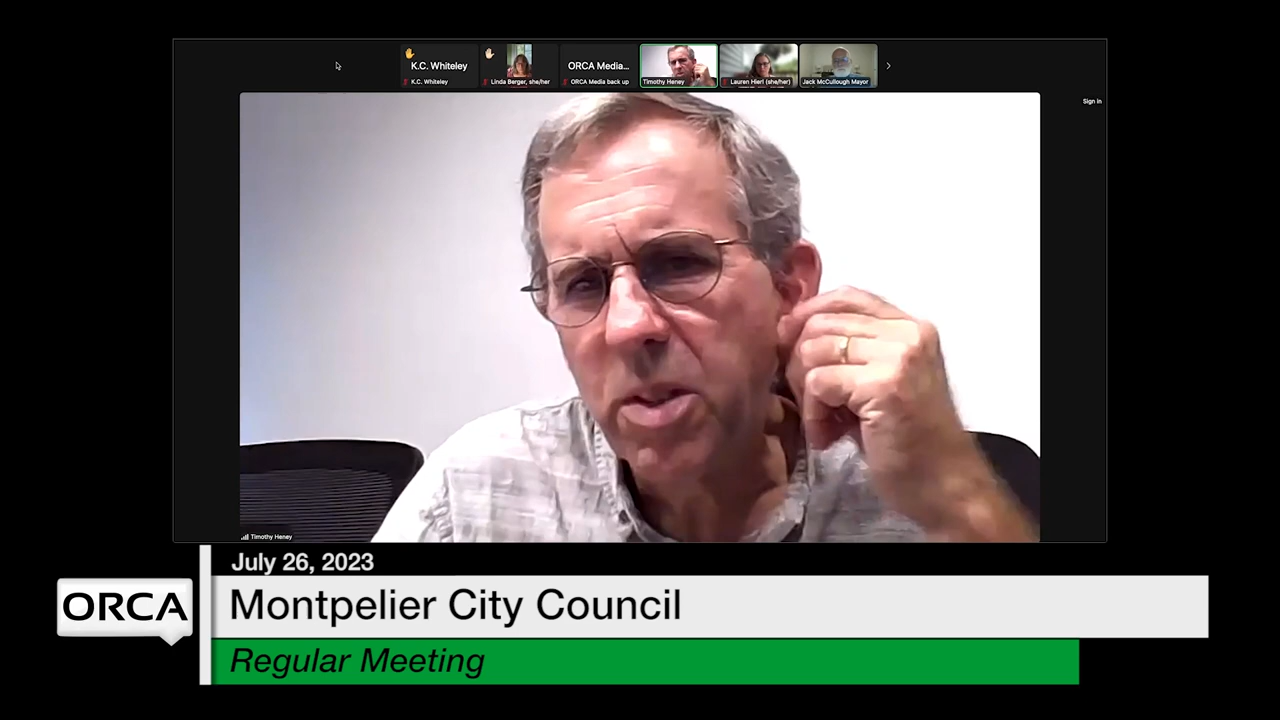 K.C. Whiteley
K.C. Whiteley
Linda Berger, she/her
ORCA Media...
ORCA Media back up
Timothy Heney
Lauren Hierl (she/her)
Jack McCullough Mayor
Sign in
Timothy Heney
July 26, 2023
ORCA
Montpelier City Council
Regular Meeting